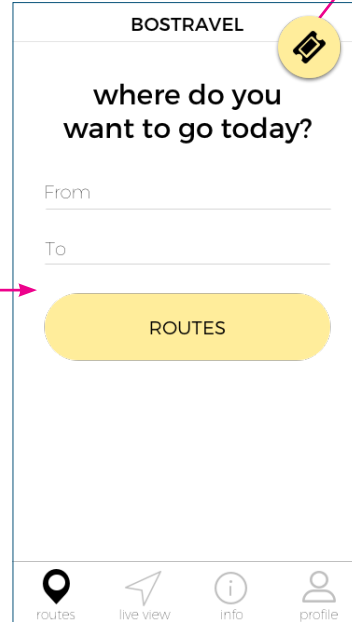 BOSTRAVEL
where do you
want to go today?
From
To
ROUTES
routes
live view
info
profile